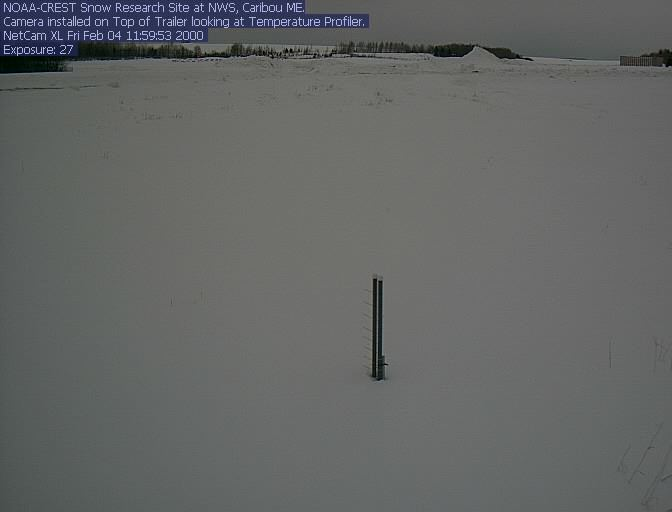 NOAA-CREST Snow Research Site at NWS, Caribou ME.
Camera installed on Top of Trailer looking at Temperature Profiler.
NetCam XL Fri Feb 04 11:59:53 2000
Exposure: 27